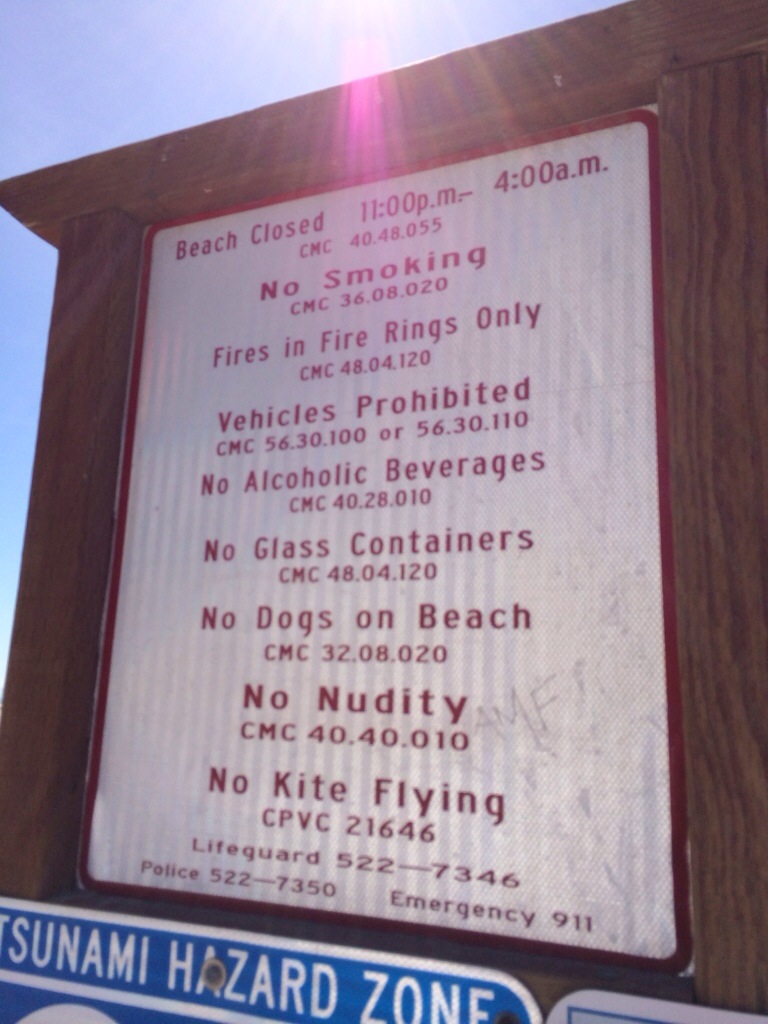 Beach Closed 11:00p.m.- 4:00a.m.
CMC 40.48.055
No Smoking
CMC 36.08.020
Fires in Fire Rings Only
CMC 48.04.120
Vehicles Prohibited
CMC 56.30.100 or 56.30.110
No Alcoholic Beverages
CMC 40.28.010
No Glass Containers
CMC 48.04.120
No Dogs on Beach
CMC 32.08.020
No Nudity
CMC 40.40.010
No Kite Flying
CPVC 21646
Lifeguard 522—7346
Police 522—7350 Emergency 911
TSUNAMI HAZARD ZONE